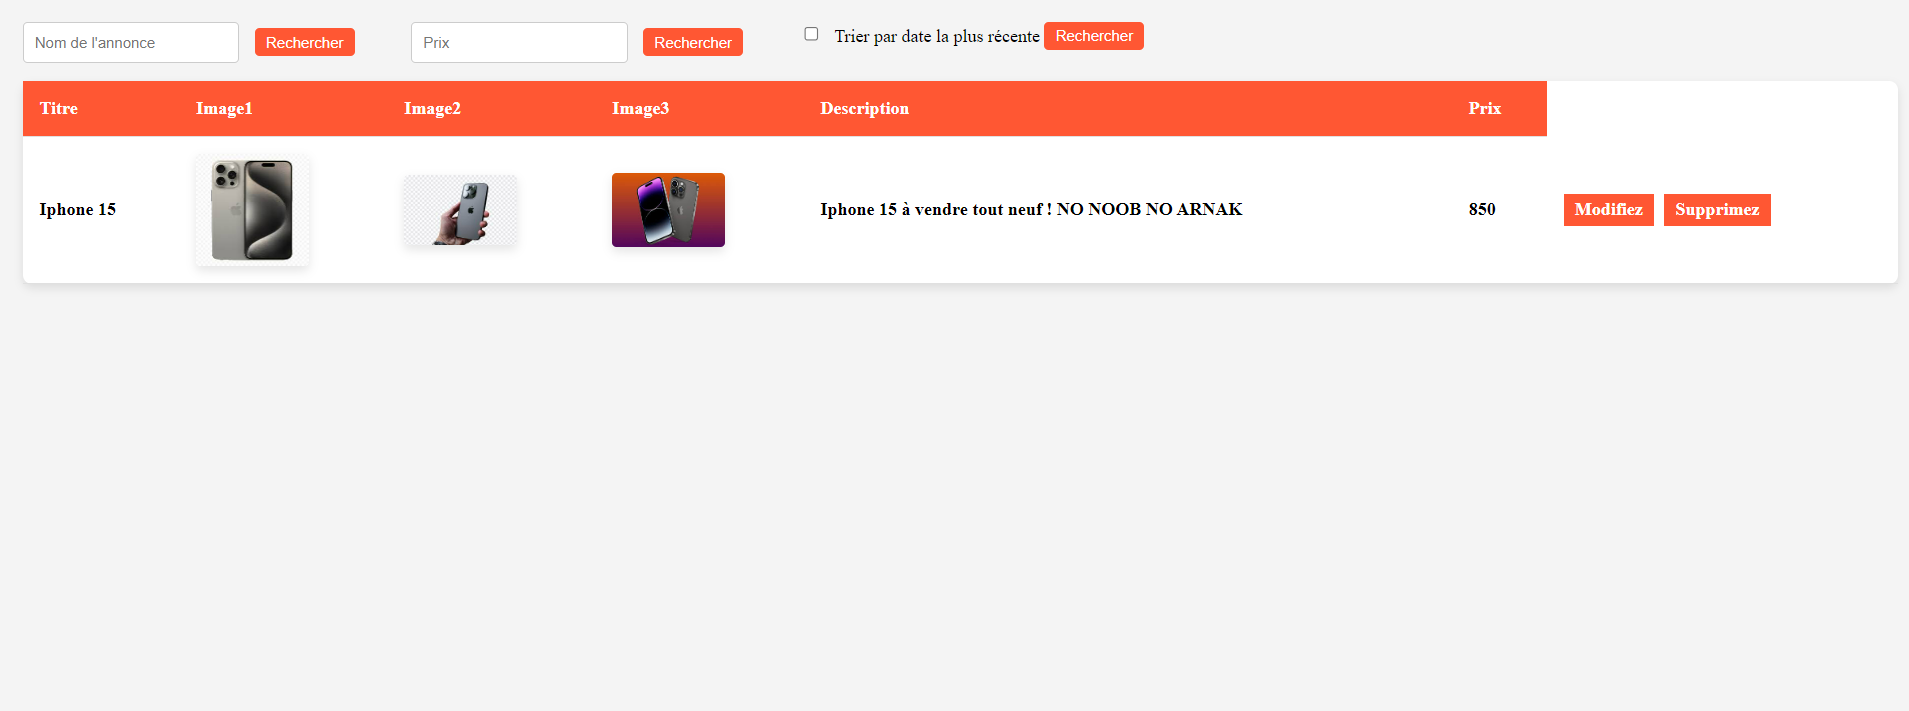 Nom de l'annonce Rechercher Prix Rechercher Trier par date la plus récente Rechercher
Titre Image1 Image2 Image3 Description Prix
Iphone 15 Iphone 15 à vendre tout neuf ! NO NOOB NO ARNAK 850 Modifiez Supprimez